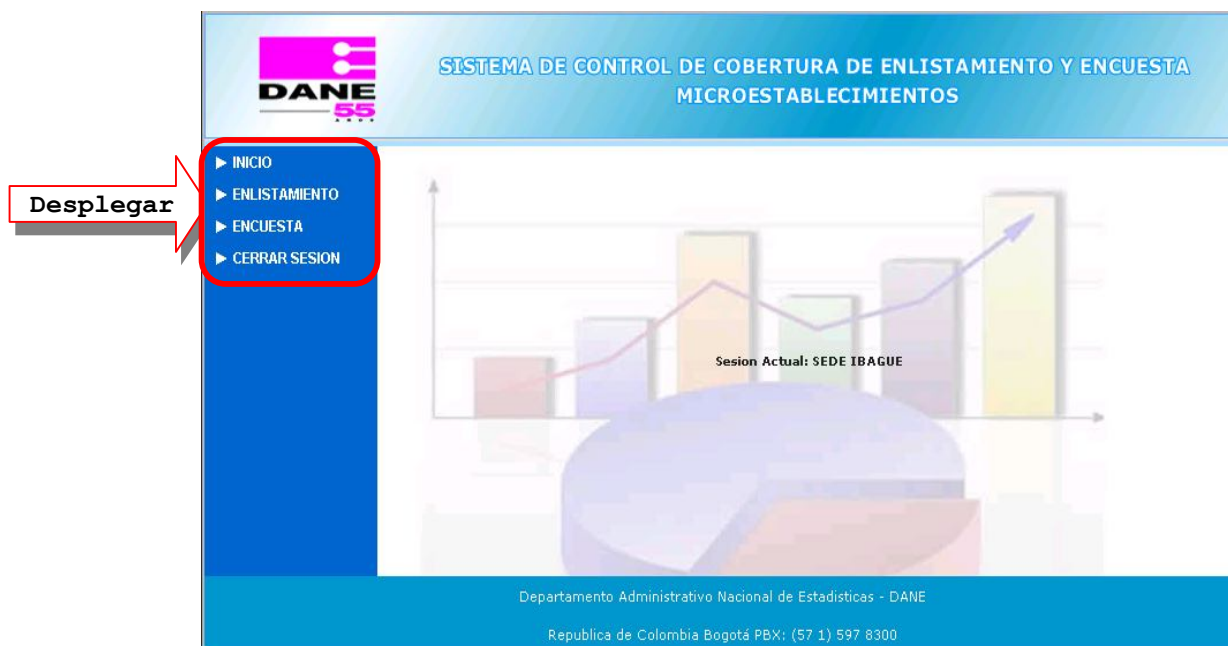 DANE
55
AÑOS
SISTEMA DE CONTROL DE COBERTURA DE ENLISTAMIENTO Y ENCUESTA
MICROESTABLECIMIENTOS
Desplegar
INICIO
ENLISTAMIENTO
ENCUESTA
CERRAR SESION
Sesion Actual: SEDE IBAGUE
Departamento Administrativo Nacional de Estadisticas - DANE
Republica de Colombia Bogotá PBX: (57 1) 597 8300